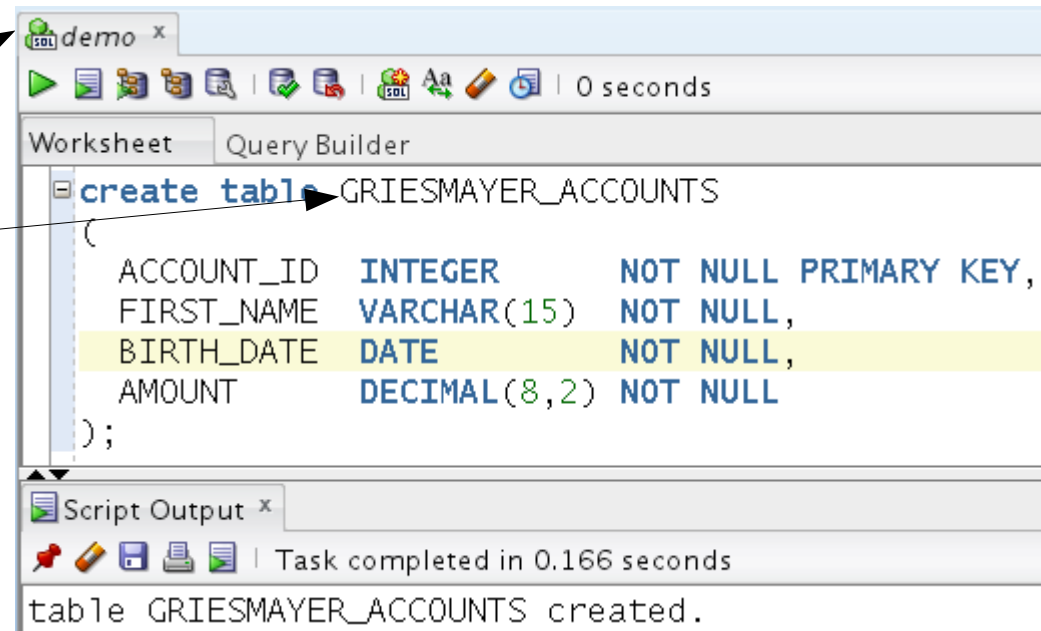 demo x
0 seconds
Worksheet Query Builder
create table GRIESMAYER_ACCOUNTS
(
ACCOUNT_ID INTEGER NOT NULL PRIMARY KEY,
FIRST_NAME VARCHAR(15) NOT NULL,
BIRTH_DATE DATE NOT NULL,
AMOUNT DECIMAL(8,2) NOT NULL
);
Script Output x
Task completed in 0.166 seconds
table GRIESMAYER_ACCOUNTS created.